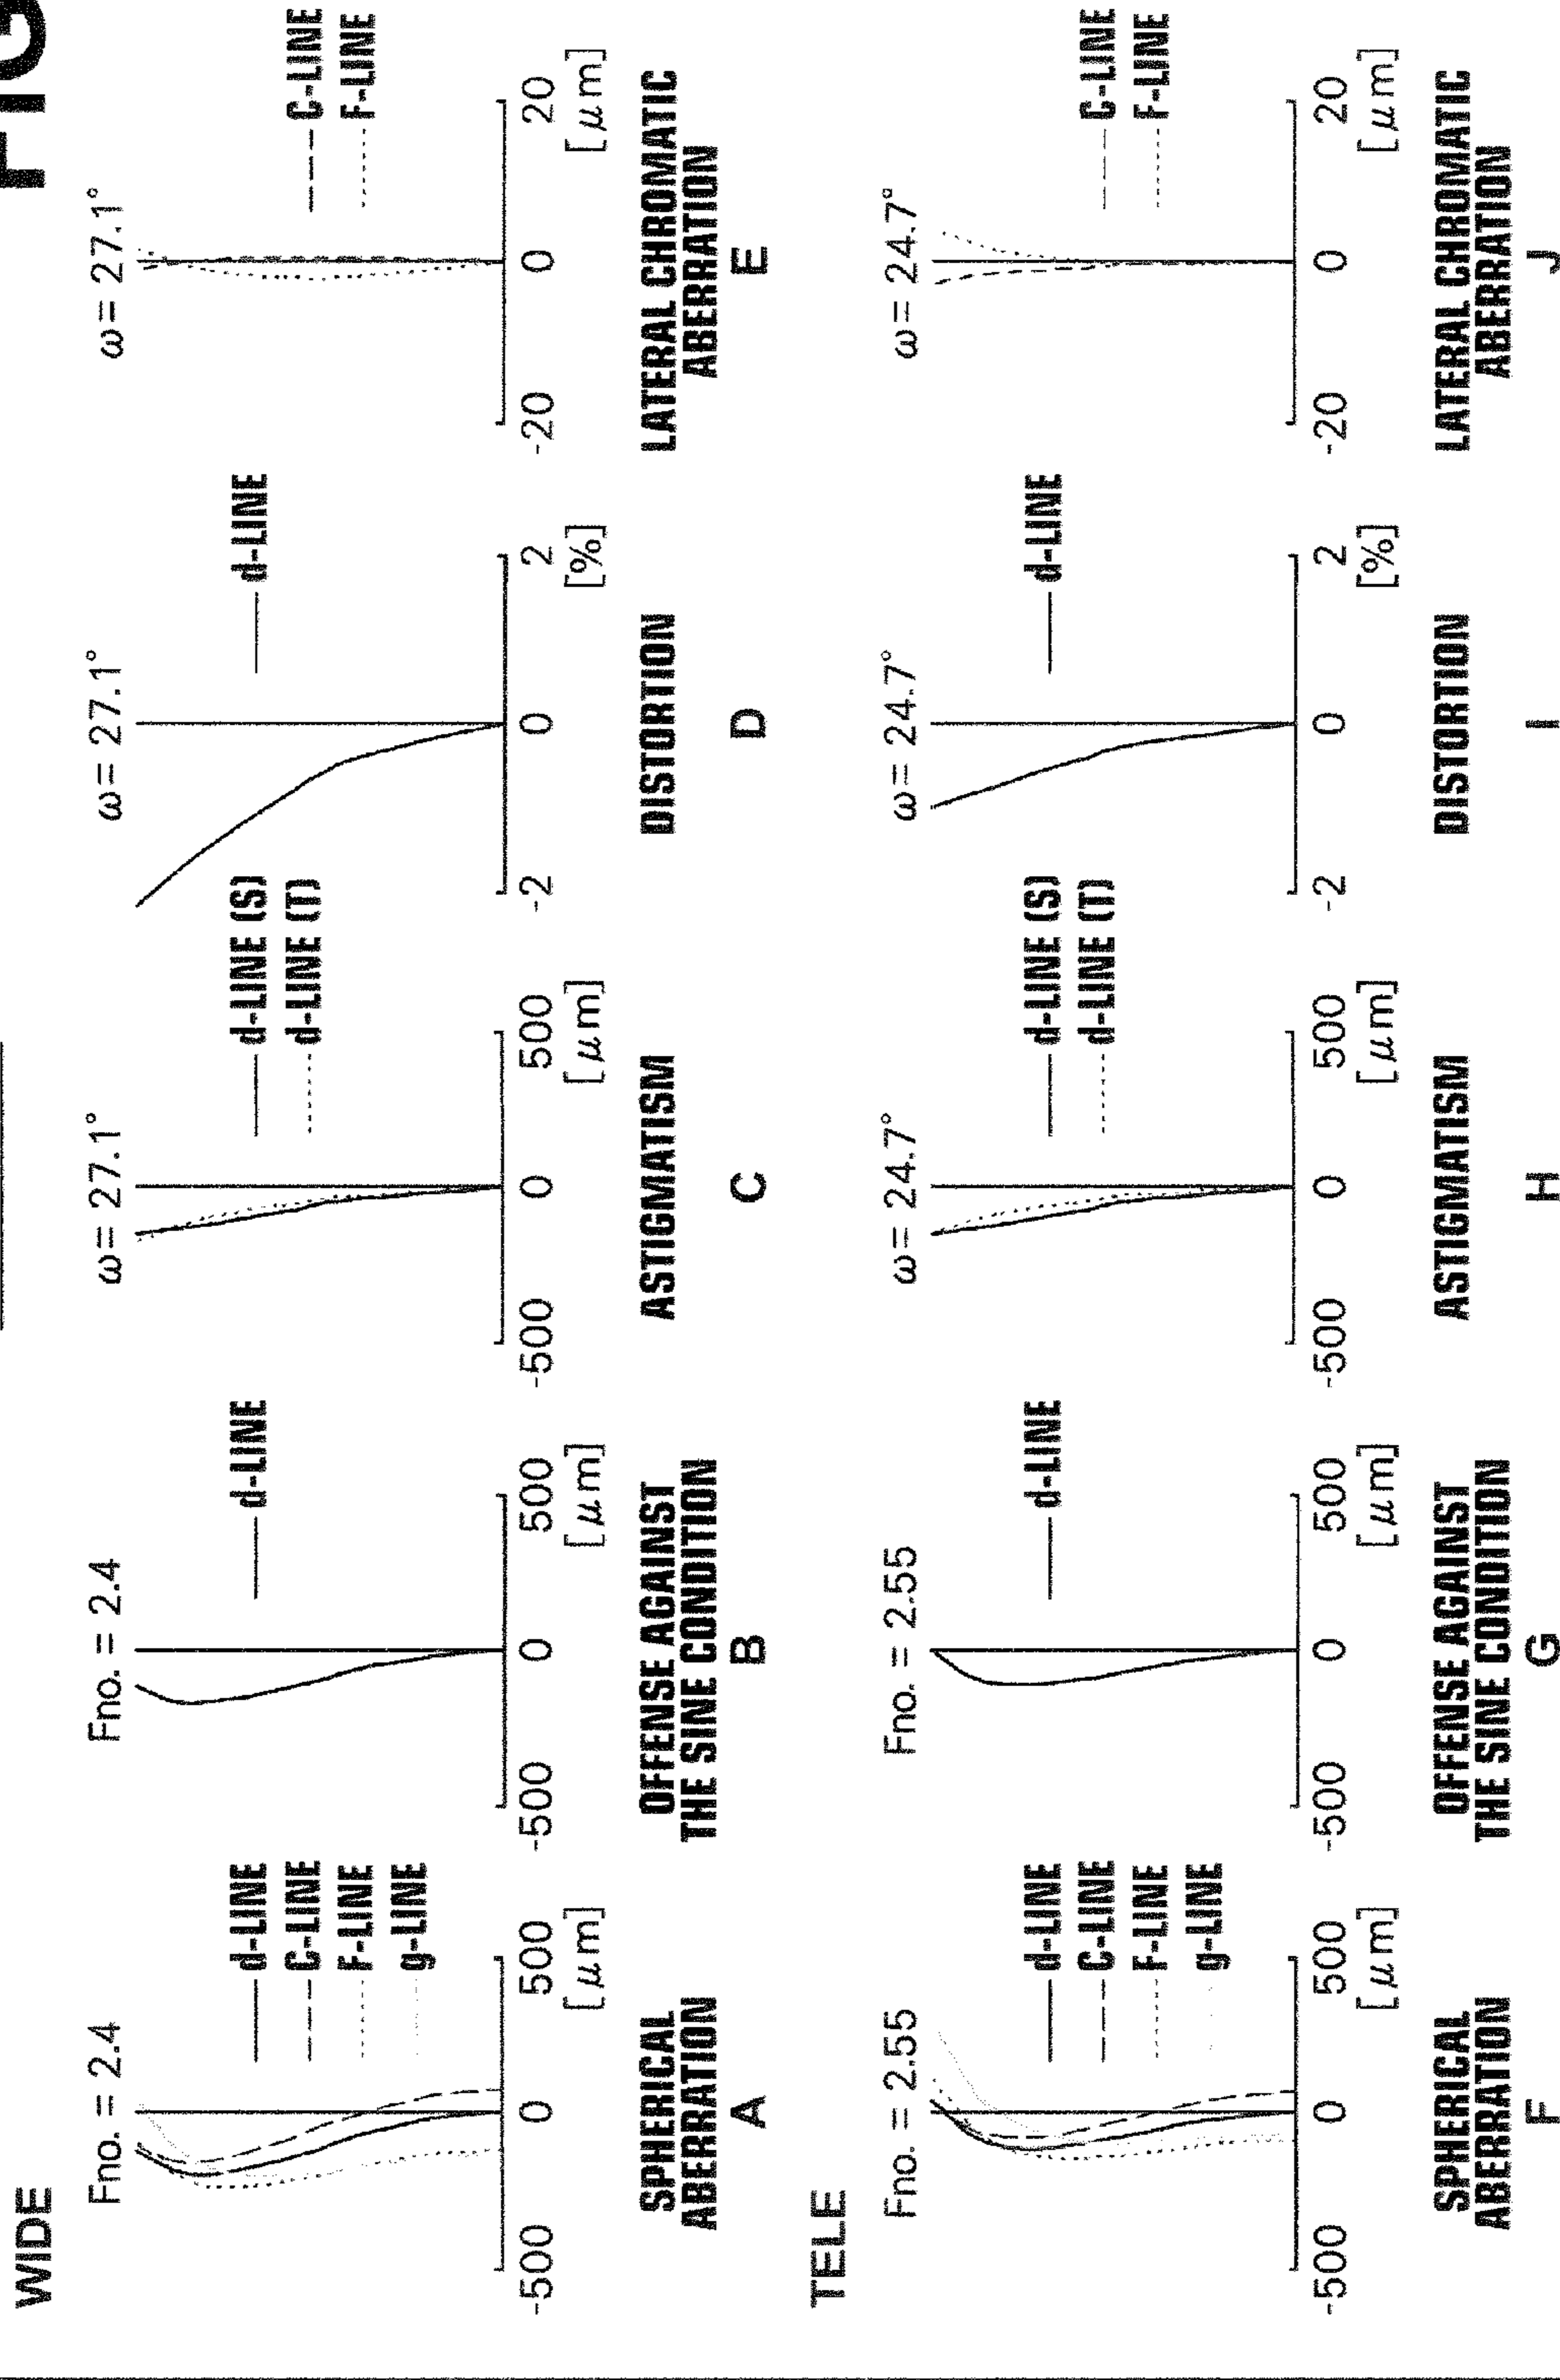 FIG
WIDE
Fno. = 2.4
d-LINE
C-LINE
F-LINE
g-LINE
-500 0 500
[μm]
SPHERICAL
ABERRATION
A
Fno. = 2.4
d-LINE
-500 0 500
[μm]
OFFENSE AGAINST
THE SINE CONDITION
B
ω= 27.1°
d-LINE (S)
d-LINE (T)
-500 0 500
[μm]
ASTIGMATISM
C
ω= 27.1°
d-LINE
-2 0 2
[%]
DISTORTION
D
ω= 27.1°
C-LINE
F-LINE
-20 0 20
[μm]
LATERAL CHROMATIC
ABERRATION
E
TELE
Fno. = 2.55
d-LINE
C-LINE
F-LINE
g-LINE
-500 0 500
[μm]
SPHERICAL
ABERRATION
F
Fno. = 2.55
d-LINE
-500 0 500
[μm]
OFFENSE AGAINST
THE SINE CONDITION
G
ω= 24.7°
d-LINE (S)
d-LINE (T)
-500 0 500
[μm]
ASTIGMATISM
H
ω= 24.7°
d-LINE
-2 0 2
[%]
DISTORTION
I
ω= 24.7°
C-LINE
F-LINE
-20 0 20
[μm]
LATERAL CHROMATIC
ABERRATION
J